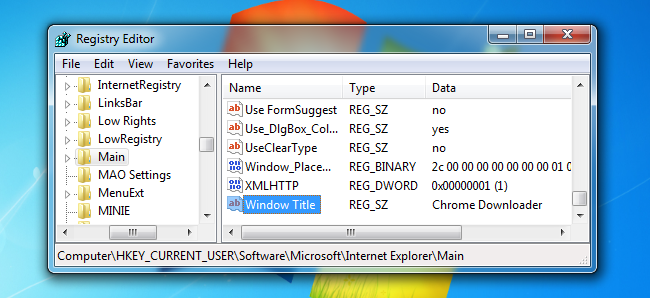 Registry Editor
File Edit View Favorites Help
InternetRegistry
LinksBar
Low Rights
LowRegistry
Main
MAO Settings
MenuExt
MINIE
Name Type Data
Use FormSuggest REG_SZ no
Use_DlgBox_Col... REG_SZ yes
UseClearType REG_SZ no
Window_Place... REG_BINARY 2c 00 00 00 00 00 00 00 01 0
XMLHTTP REG_DWORD 0x00000001 (1)
Window Title REG_SZ Chrome Downloader
Computer\HKEY_CURRENT_USER\Software\Microsoft\Internet Explorer\Main